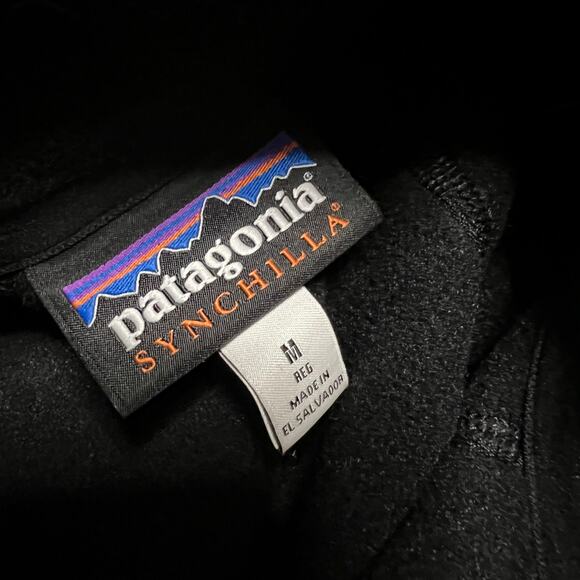 patagonia®
SYNCHILLA®
M
REG
MADE IN
EL SALVADOR